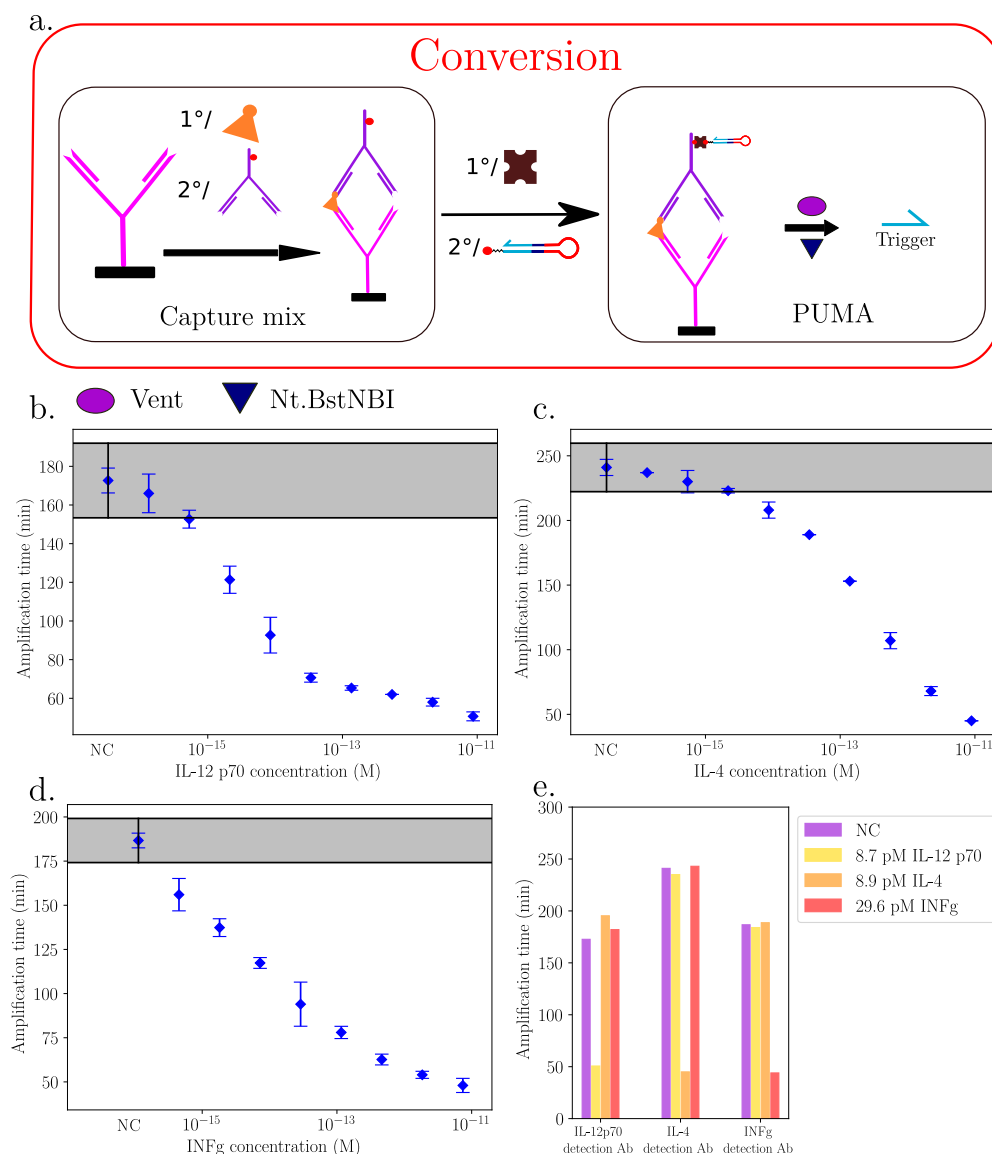 a.
Conversion
1°/
2°/
Capture mix
1°/
2°/
Trigger
PUMA
Vent
Nt.BstNBI
b.
Amplification time (min)
180
160
140
120
100
80
60
NC
10⁻¹⁵
10⁻¹³
10⁻¹¹
IL-12 p70 concentration (M)
c.
Amplification time (min)
250
200
150
100
50
NC
10⁻¹⁵
10⁻¹³
10⁻¹¹
IL-4 concentration (M)
d.
Amplification time (min)
200
175
150
125
100
75
50
NC
10⁻¹⁵
10⁻¹³
10⁻¹¹
INFg concentration (M)
e.
Amplification time (min)
300
250
200
150
100
50
0
IL-12p70
detection Ab
IL-4
detection Ab
INFg
detection Ab
NC
8.7 pM IL-12 p70
8.9 pM IL-4
29.6 pM INFg